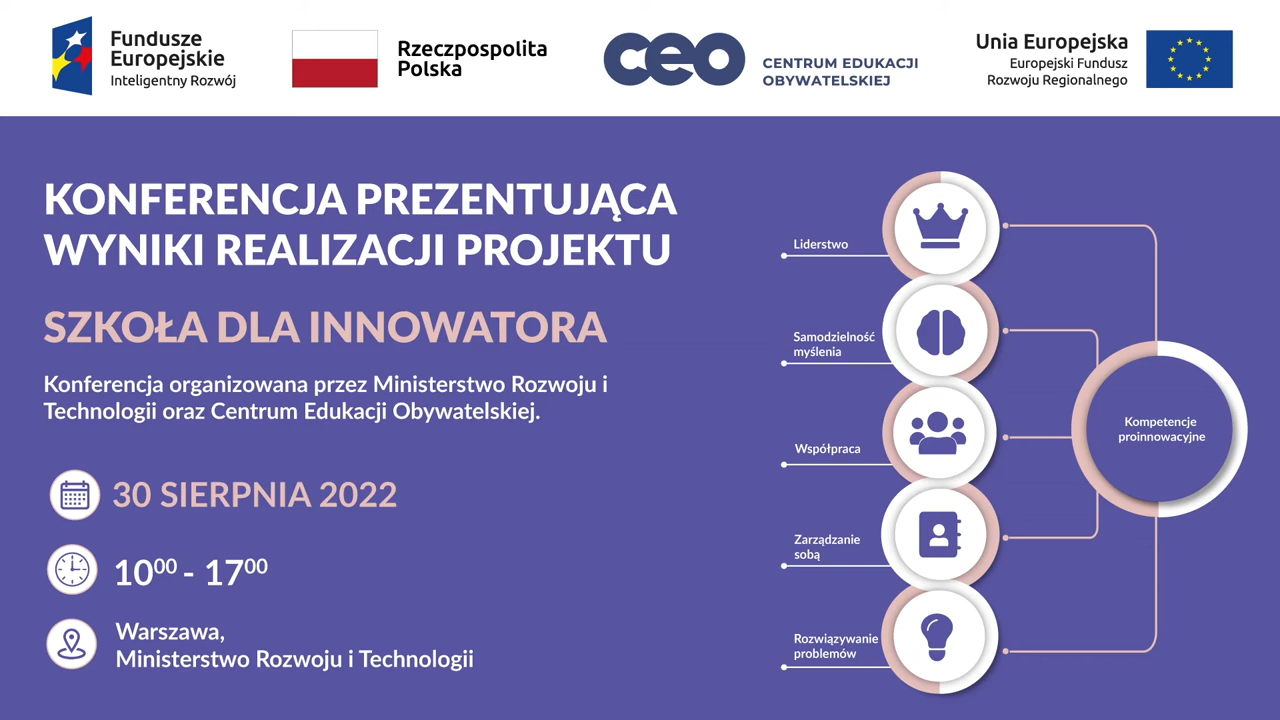 Fundusze
Europejskie
Inteligentny Rozwój
Rzeczpospolita
Polska
ceo
CENTRUM EDUKACJI
OBYWATELSKIEJ
Unia Europejska
Europejski Fundusz
Rozwoju Regionalnego
KONFERENCJA PREZENTUJĄCA
WYNIKI REALIZACJI PROJEKTU
SZKOŁA DLA INNOWATORA
Konferencja organizowana przez Ministerstwo Rozwoju i
Technologii oraz Centrum Edukacji Obywatelskiej.
30 SIERPNIA 2022
10⁰⁰ - 17⁰⁰
Warszawa,
Ministerstwo Rozwoju i Technologii
Liderstwo
Samodzielność
myślenia
Współpraca
Zarządzanie
sobą
Rozwiązywanie
problemów
Kompetencje
proinnowacyjne